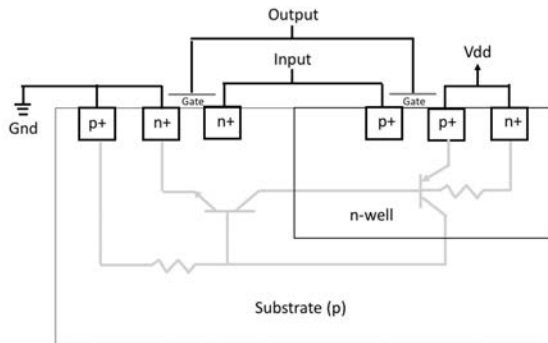 Output
Input
Vdd
Gate
Gate
Gnd
p+
n+
n+
p+
p+
n+
n-well
Substrate (p)